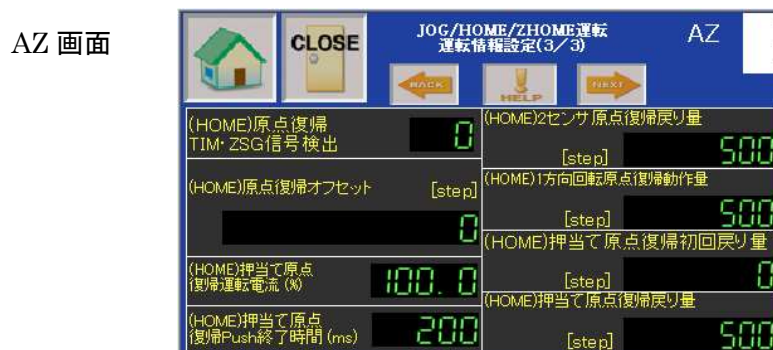 AZ 画面
CLOSE
JOG/HOME/ZHOME運転
運転情報設定(3／3)
AZ
BACK
HELP
NEXT
(HOME)原点復帰
TIM･ZSG信号検出
0
(HOME)原点復帰オフセット [step]
0
(HOME)押当て原点
復帰運転電流 (%)
100. 0
(HOME)押当て原点
復帰Push終了時間 (ms)
200
(HOME)2センサ原点復帰戻り量
[step]
500
(HOME)1方向回転原点復帰動作量
[step]
500
(HOME)押当て原点復帰初回戻り量
[step]
0
(HOME)押当て原点復帰戻り量
[step]
500